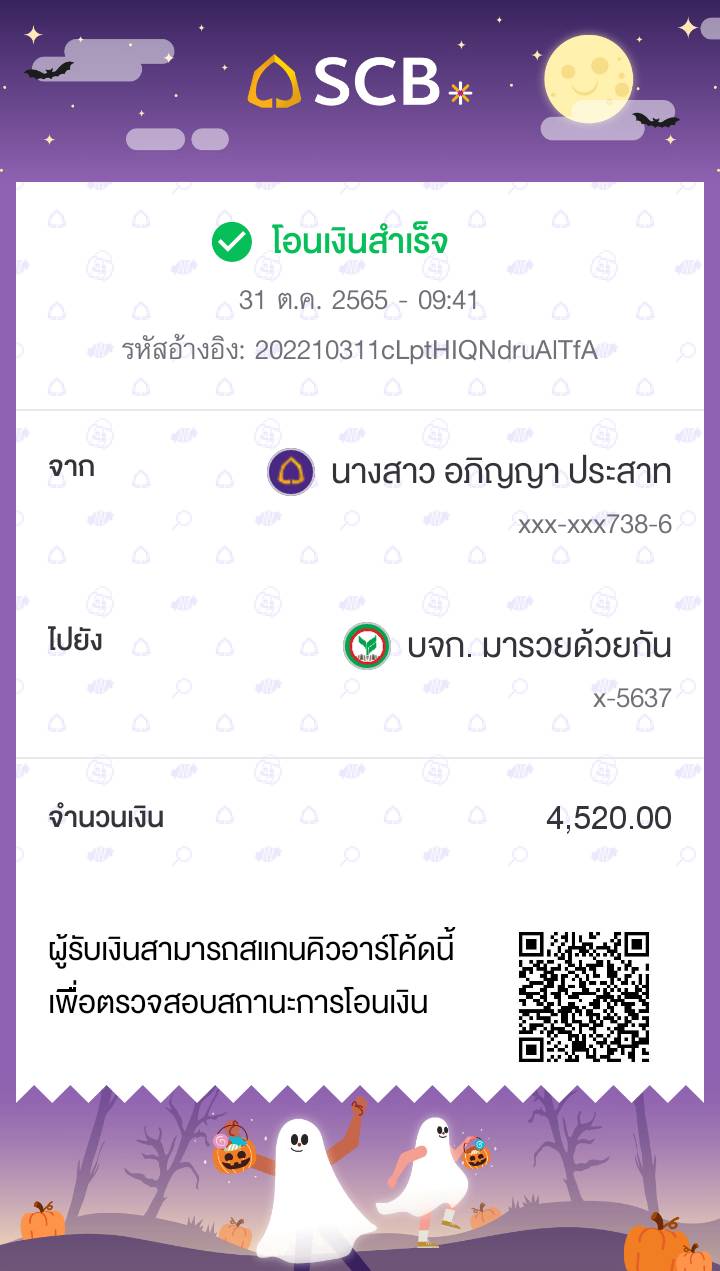 SCB
โอนเงินสำเร็จ
31 ต.ค. 2565 - 09:41
รหัสอ้างอิง: 202210311cLptHIQNdruAlTfA
จาก
นางสาว อภิญญา ประสาท
xxx-xxx738-6
ไปยัง
บจก. มารวยด้วยกัน
x-5637
จำนวนเงิน 4,520.00
ผู้รับเงินสามารถสแกนคิวอาร์โค้ดนี้
เพื่อตรวจสอบสถานะการโอนเงิน